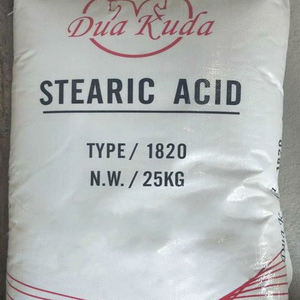 Dua Kuda
STEARIC ACID
TYPE / 1820
N.W. / 25KG